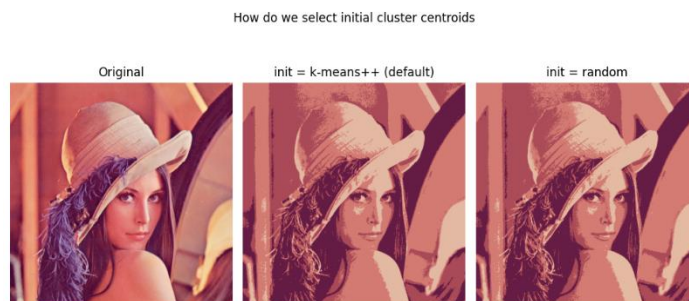 How do we select initial cluster centroids
Original
init = k-means++ (default)
init = random